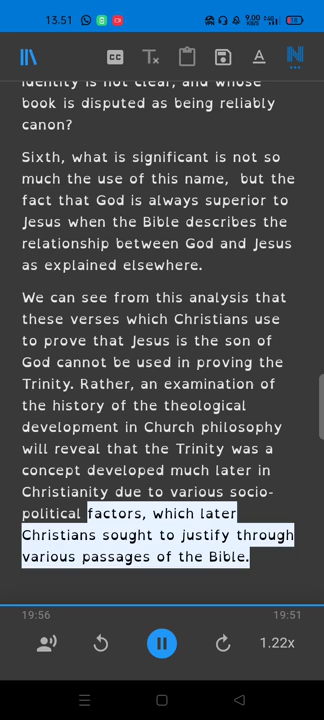 13.51
9.00 KB/S
CC
identity is not clear, and whose
book is disputed as being reliably
canon?
Sixth, what is significant is not so
much the use of this name, but the
fact that God is always superior to
Jesus when the Bible describes the
relationship between God and Jesus
as explained elsewhere.
We can see from this analysis that
these verses which Christians use
to prove that Jesus is the son of
God cannot be used in proving the
Trinity. Rather, an examination of
the history of the theological
development in Church philosophy
will reveal that the Trinity was a
concept developed much later in
Christianity due to various socio-
political factors, which later
Christians sought to justify through
various passages of the Bible.
19:56 19:51
1.22x